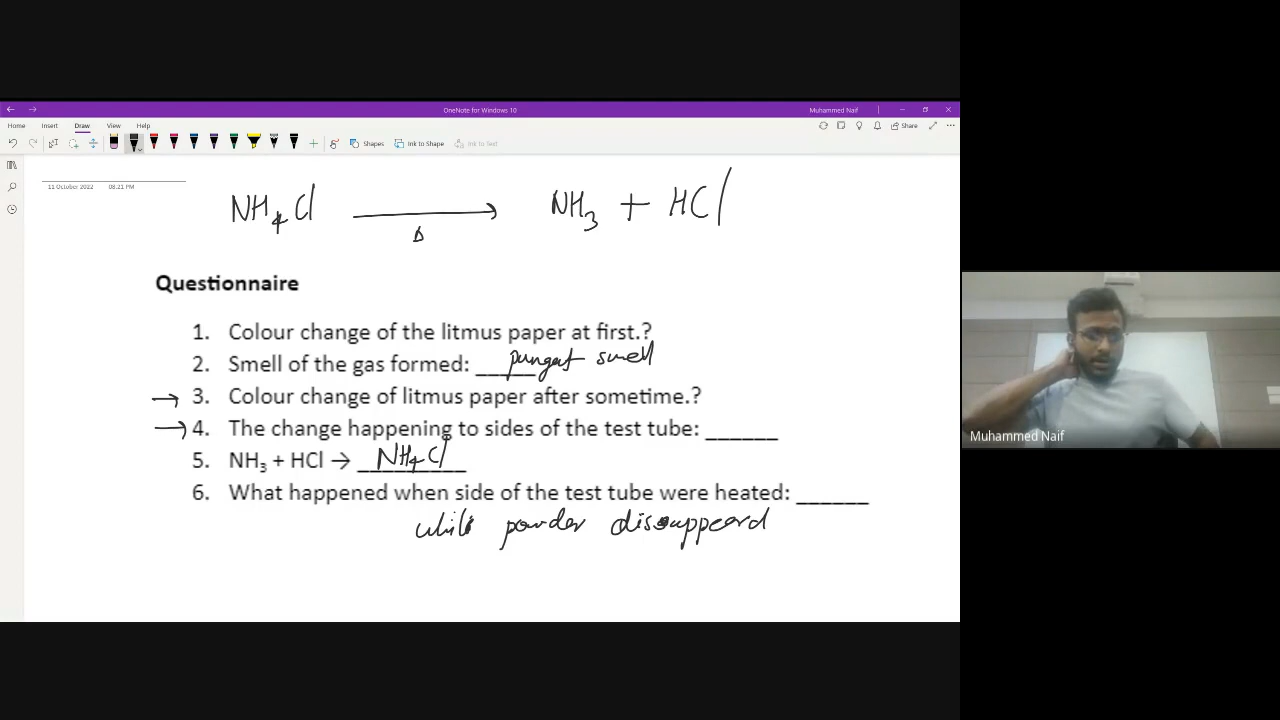 OneNote for Windows 10
Muhammed Naif
Home Insert Draw View Help
Shapes Ink to Shape Ink to Text
Share
11 October 2022 08.21 PM
NH₄Cl → NH₃ + HCl
Δ
Questionnaire
1. Colour change of the litmus paper at first.?
2. Smell of the gas formed: _____ pungat smell
→ 3. Colour change of litmus paper after sometime.?
→ 4. The change happening to sides of the test tube: ______
5. NH₃ + HCl → NH₄Cl
6. What happened when side of the test tube were heated: ______
powder disappeard
Muhammed Naif